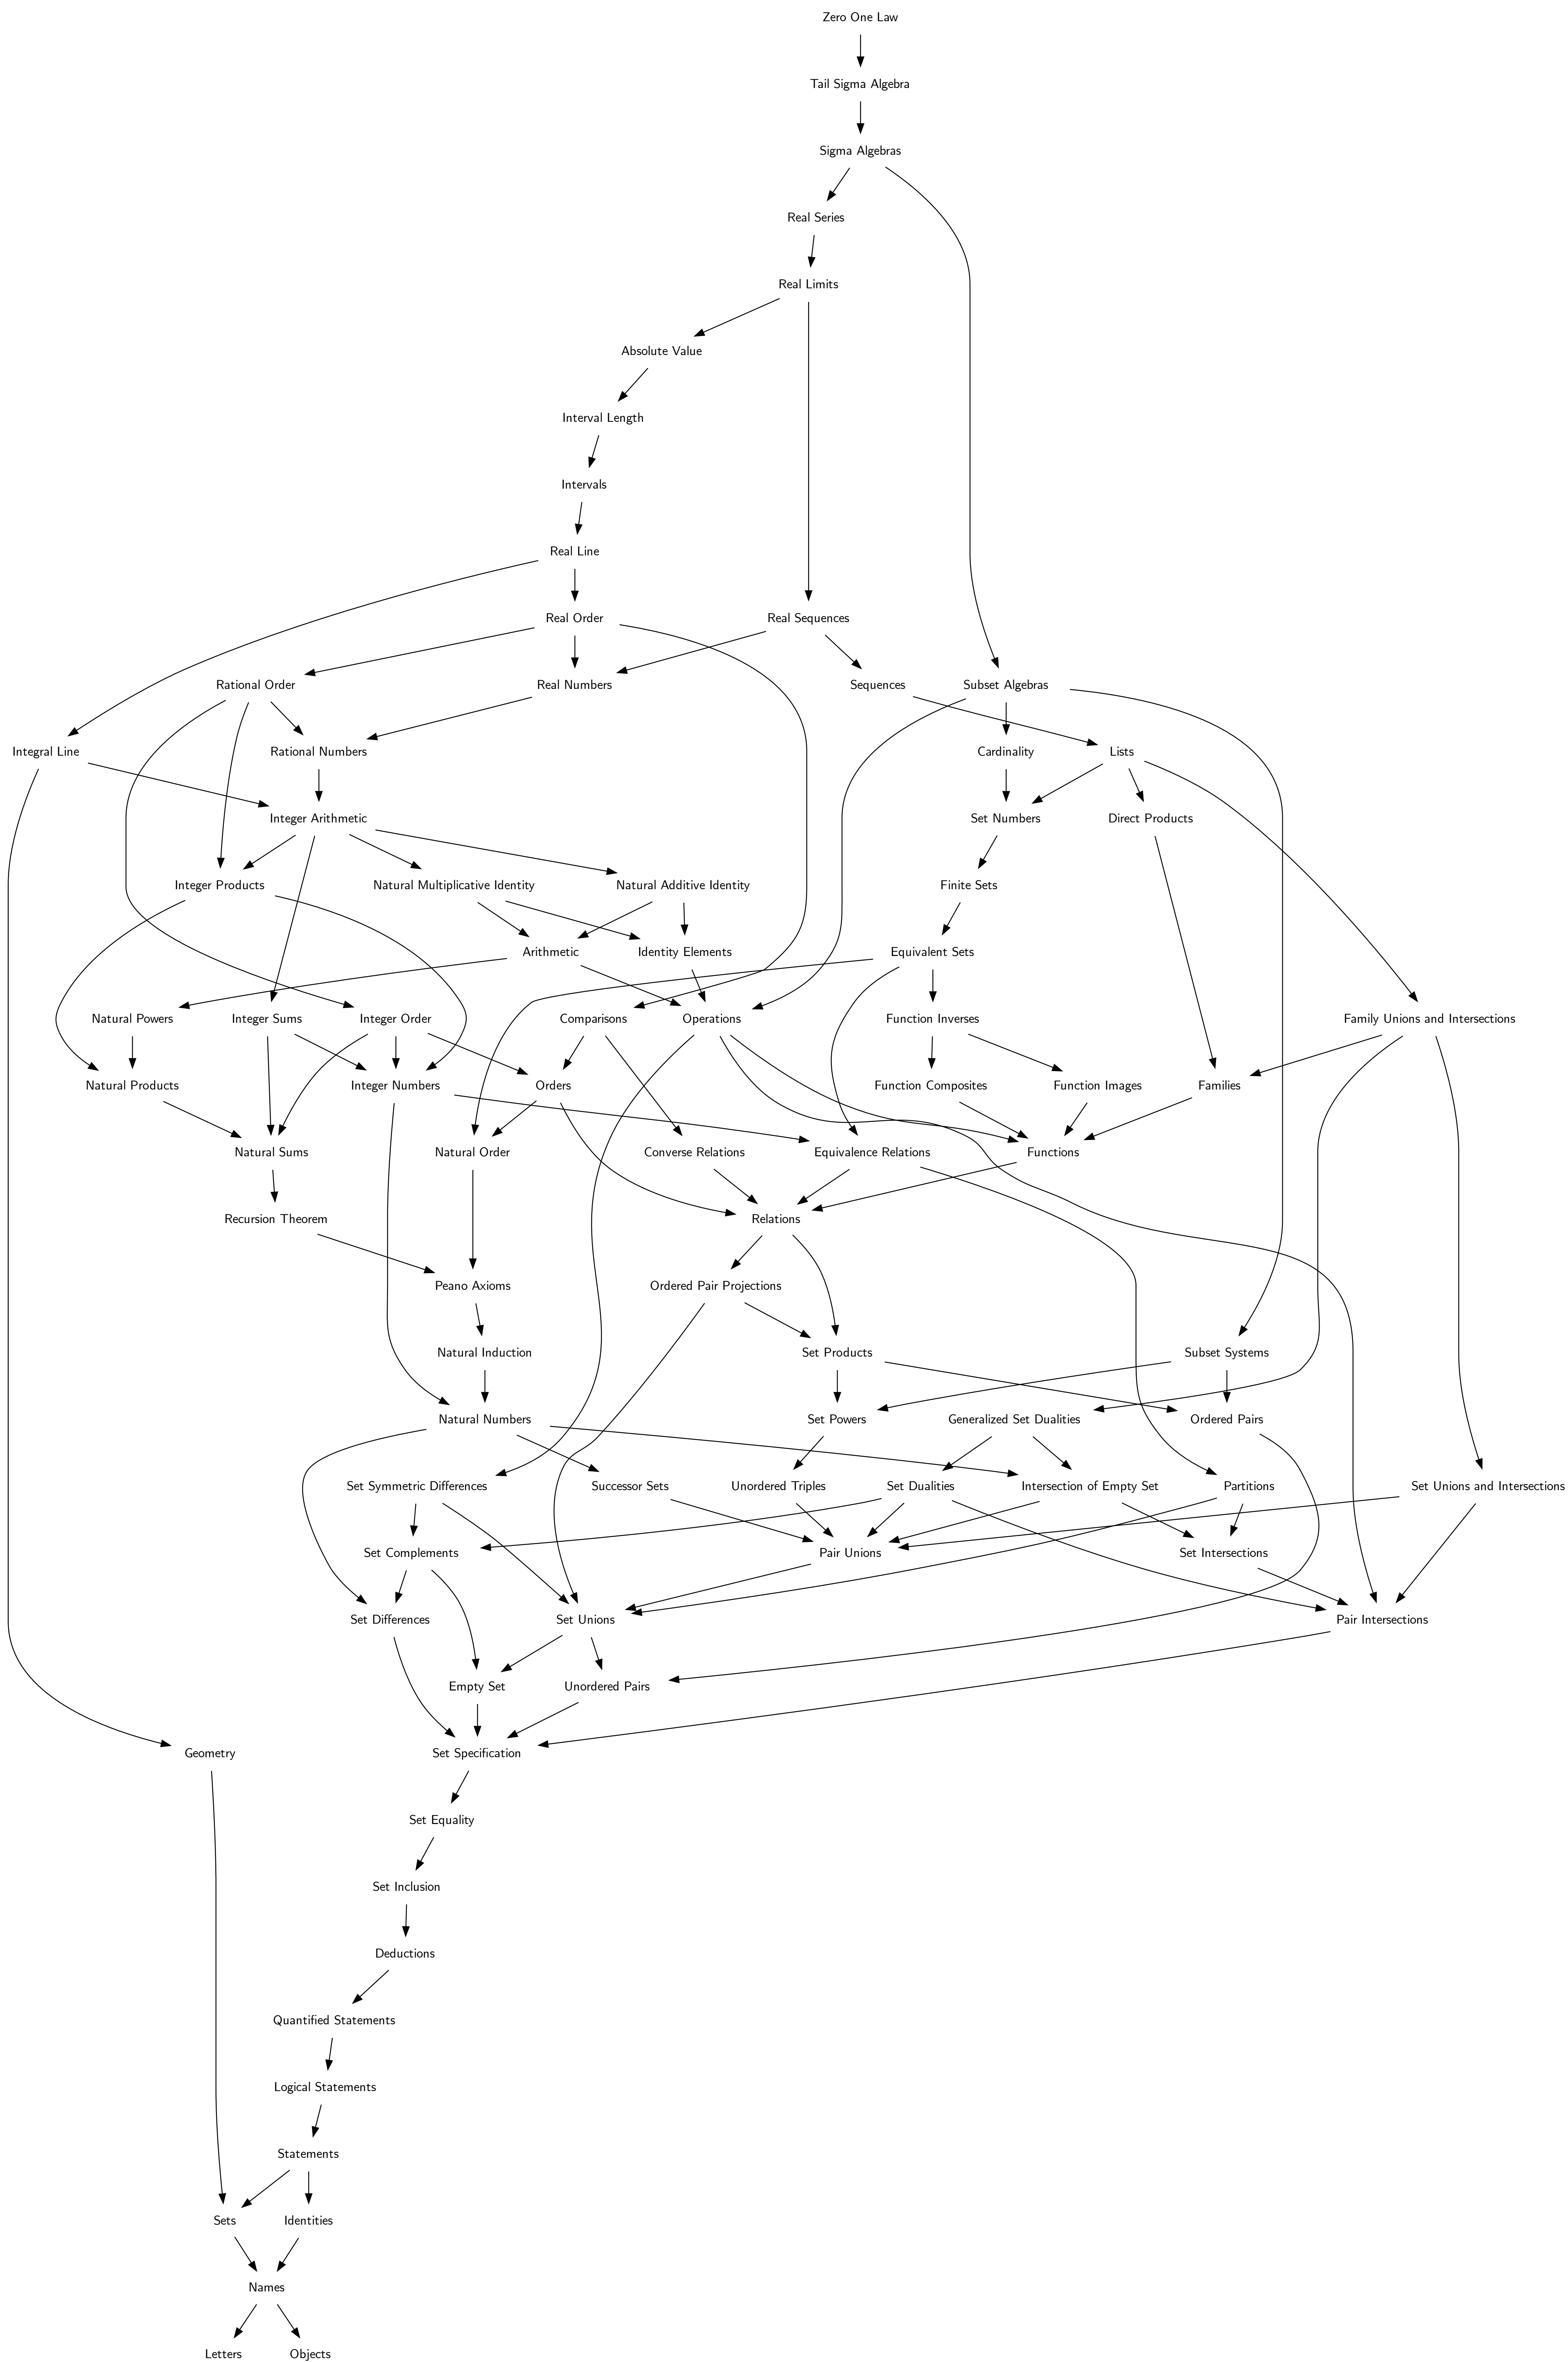 Zero One Law
Tail Sigma Algebra
Sigma Algebras
Real Series
Real Limits
Absolute Value
Interval Length
Intervals
Real Line
Real Order
Real Sequences
Rational Order
Real Numbers
Sequences
Subset Algebras
Integral Line
Rational Numbers
Cardinality
Lists
Integer Arithmetic
Set Numbers
Direct Products
Integer Products
Natural Multiplicative Identity
Natural Additive Identity
Finite Sets
Arithmetic
Identity Elements
Equivalent Sets
Natural Powers
Integer Sums
Integer Order
Comparisons
Operations
Function Inverses
Family Unions and Intersections
Natural Products
Integer Numbers
Orders
Function Composites
Function Images
Families
Natural Sums
Natural Order
Converse Relations
Equivalence Relations
Functions
Recursion Theorem
Relations
Peano Axioms
Ordered Pair Projections
Natural Induction
Set Products
Subset Systems
Natural Numbers
Set Powers
Generalized Set Dualities
Ordered Pairs
Set Symmetric Differences
Successor Sets
Unordered Triples
Set Dualities
Intersection of Empty Set
Partitions
Set Unions and Intersections
Set Complements
Pair Unions
Set Intersections
Set Differences
Set Unions
Pair Intersections
Empty Set
Unordered Pairs
Geometry
Set Specification
Set Equality
Set Inclusion
Deductions
Quantified Statements
Logical Statements
Statements
Sets
Identities
Names
Letters
Objects